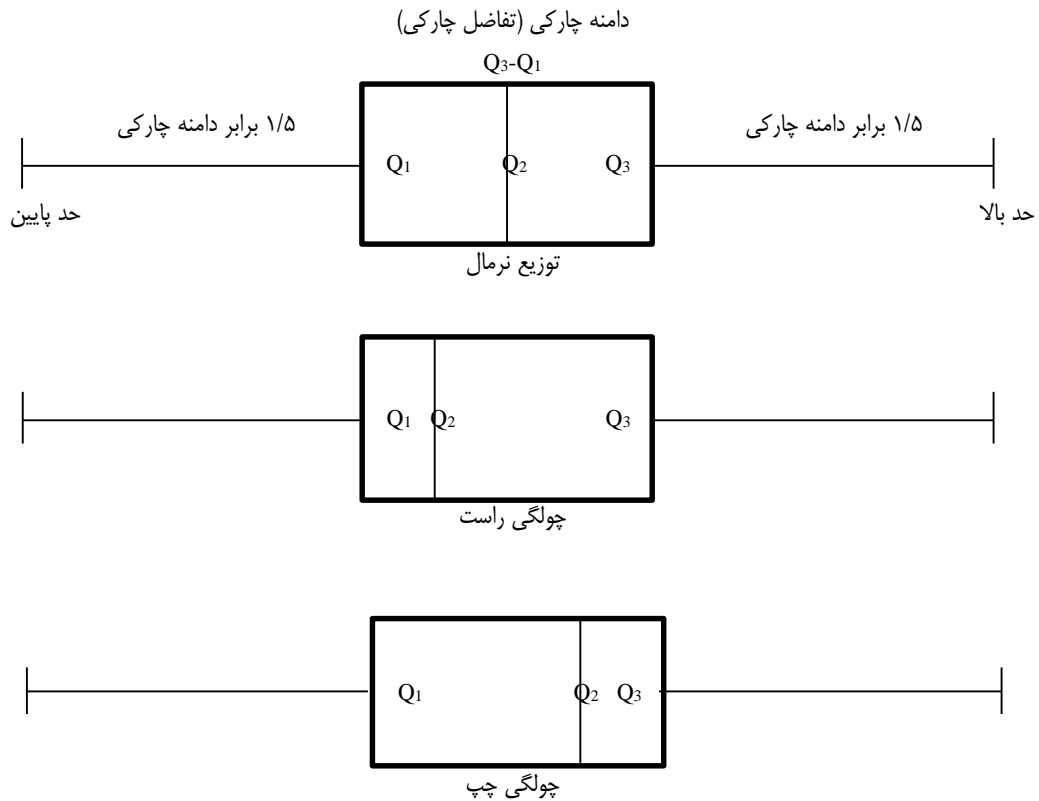 دامنه چارکی (تفاضل چارکی)
Q3-Q1
۱/۵ برابر دامنه چارکی
۱/۵ برابر دامنه چارکی
Q1 Q2 Q3
حد پایین
حد بالا
توزیع نرمال
Q1 Q2 Q3
چولگی راست
Q1 Q2 Q3
چولگی چپ